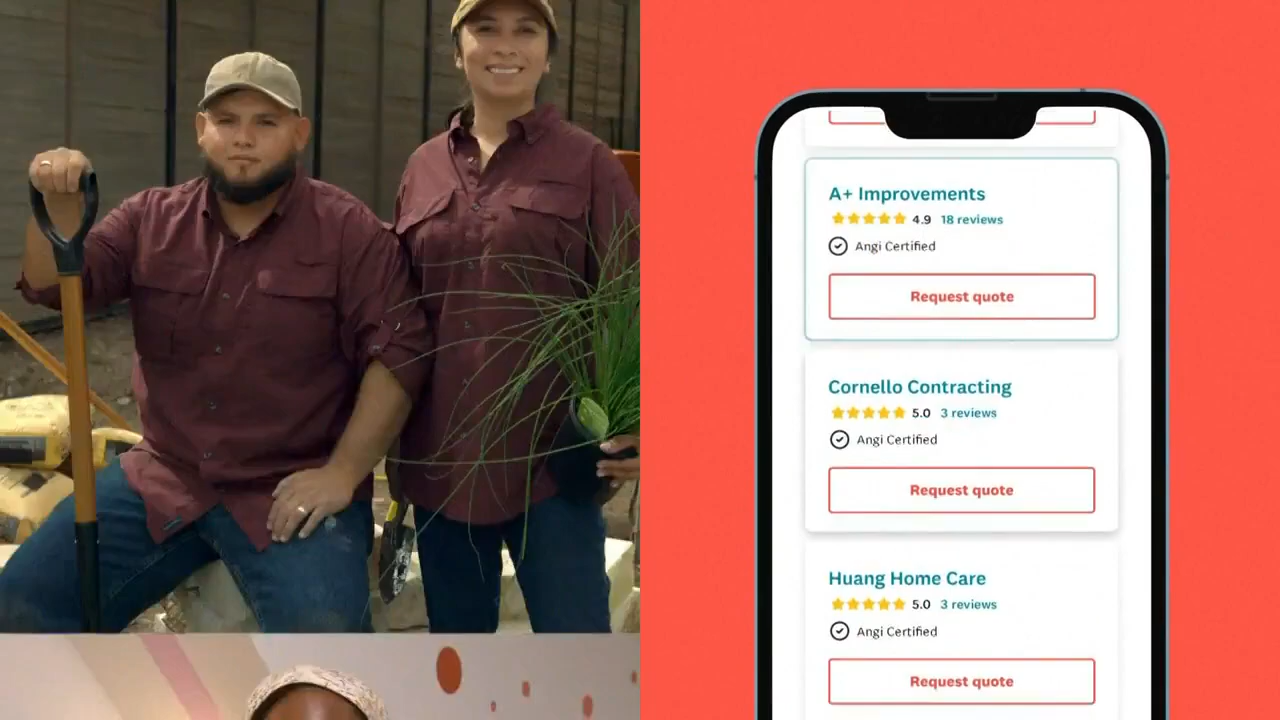 A+ Improvements
4.9 18 reviews
Angi Certified
Request quote
Cornello Contracting
5.0 3 reviews
Angi Certified
Request quote
Huang Home Care
5.0 3 reviews
Angi Certified
Request quote